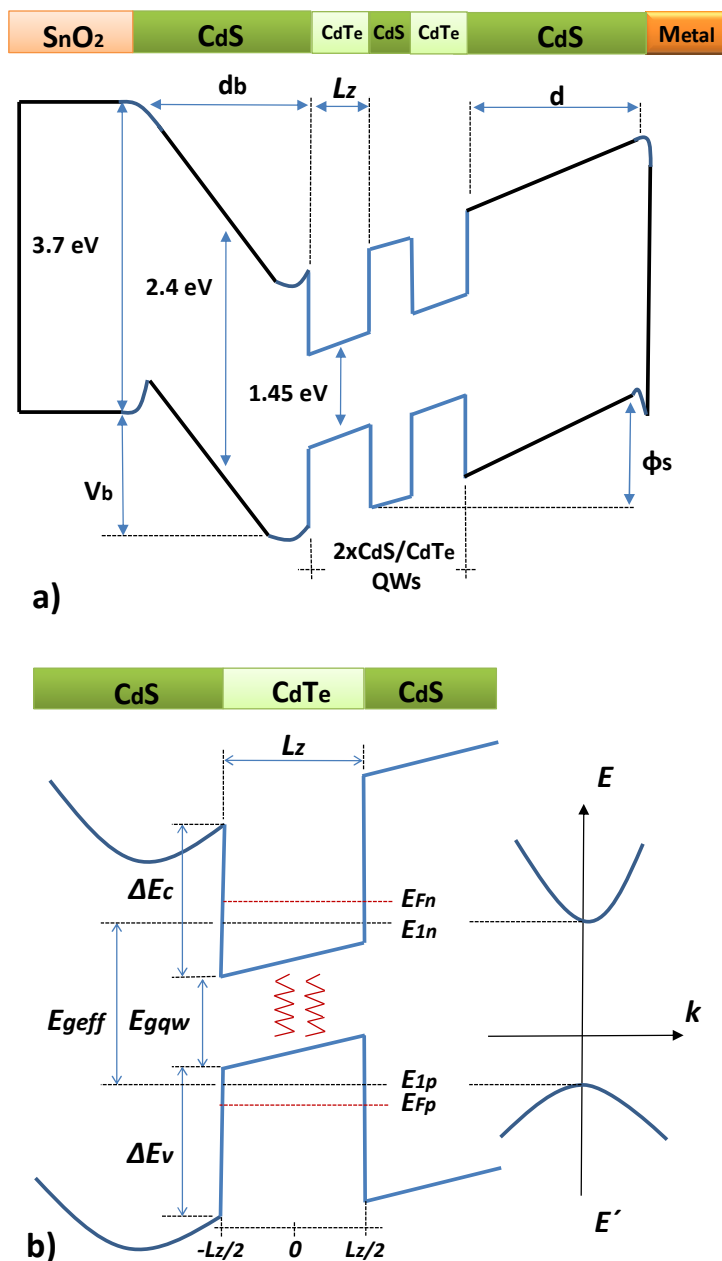 SnO2 CdS CdTe CdS CdTe CdS Metal
db Lz d
3.7 eV
2.4 eV
1.45 eV
Vb
ϕs
2xCdS/CdTe
QWs
a)
CdS CdTe CdS
Lz
E
ΔEc
EFn
E1n
Egeff Egqw
k
E1p
EFp
ΔEv
E´
b)
-Lz/2 0 Lz/2